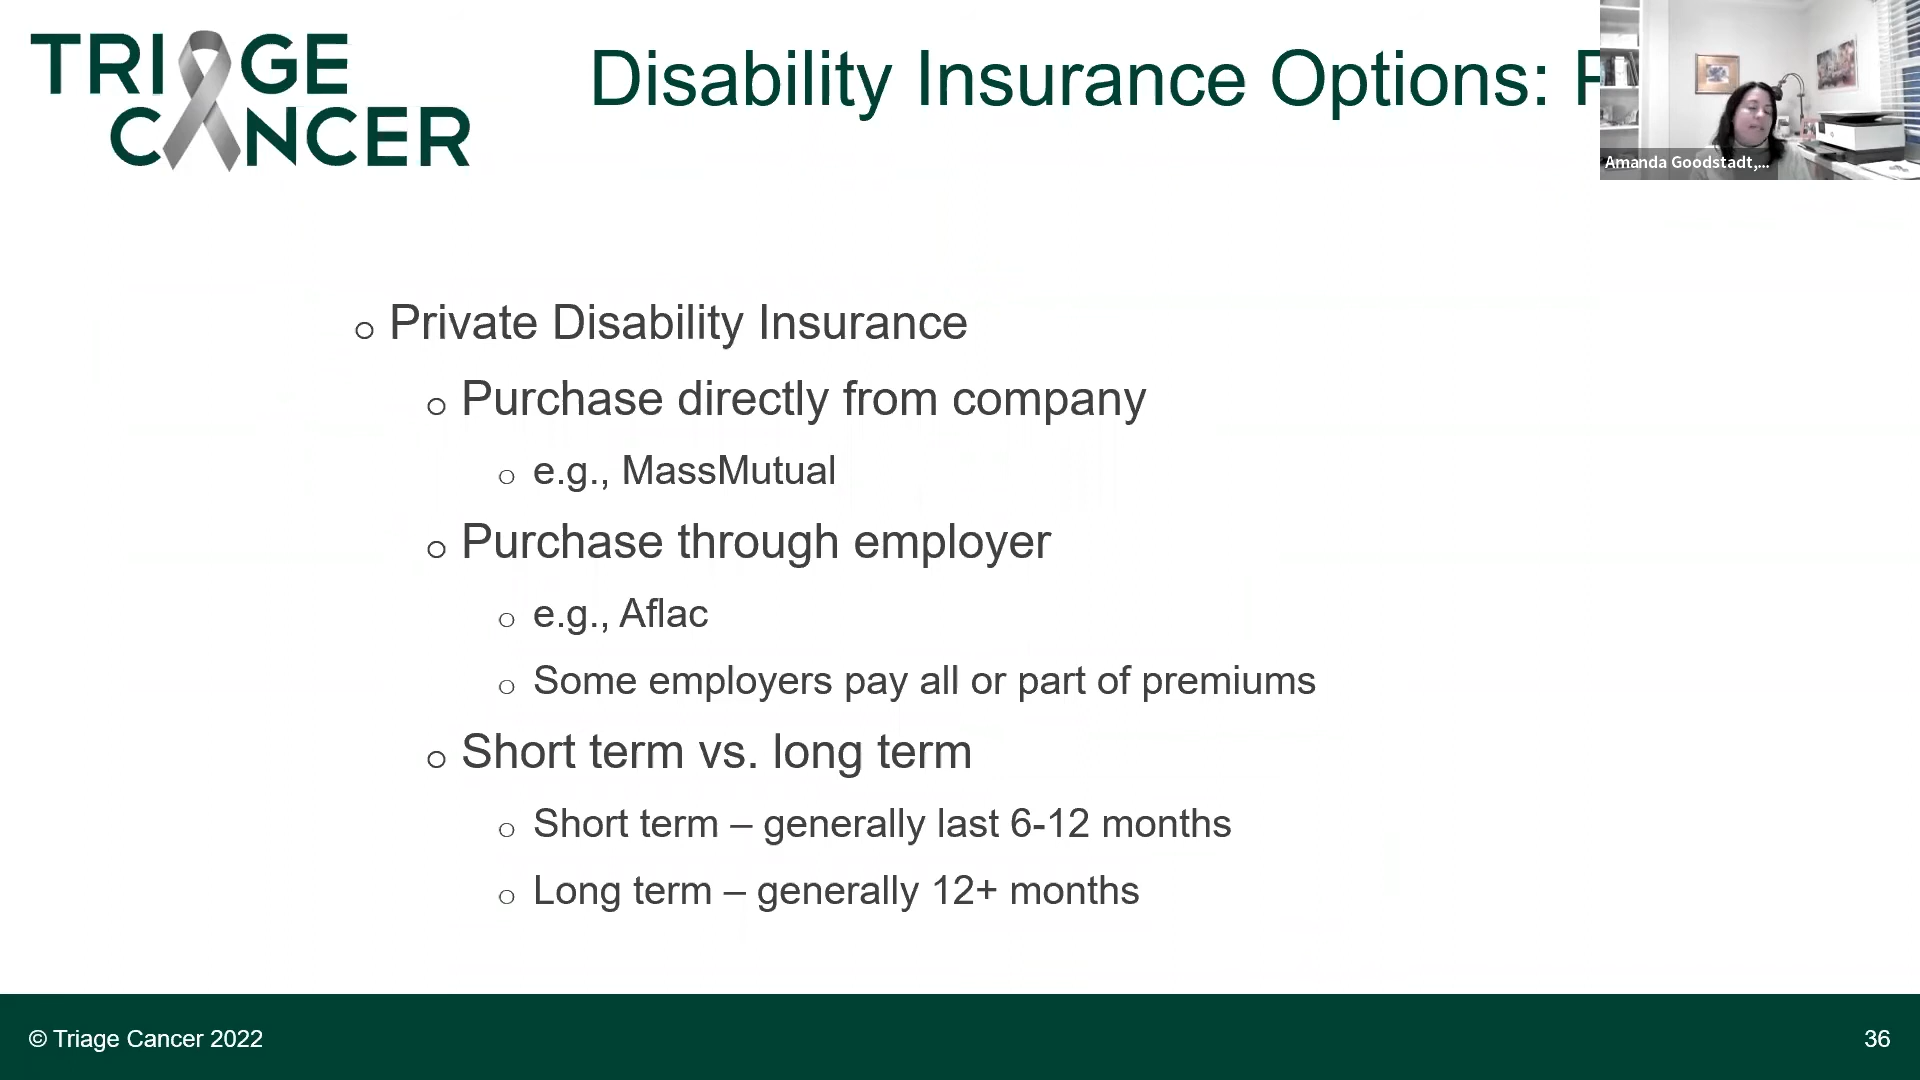 TRIAGE
CANCER
Disability Insurance Options:
Amanda Goodstadt,...
Private Disability Insurance
Purchase directly from company
e.g., MassMutual
Purchase through employer
e.g., Aflac
Some employers pay all or part of premiums
Short term vs. long term
Short term – generally last 6-12 months
Long term – generally 12+ months
© Triage Cancer 2022
36